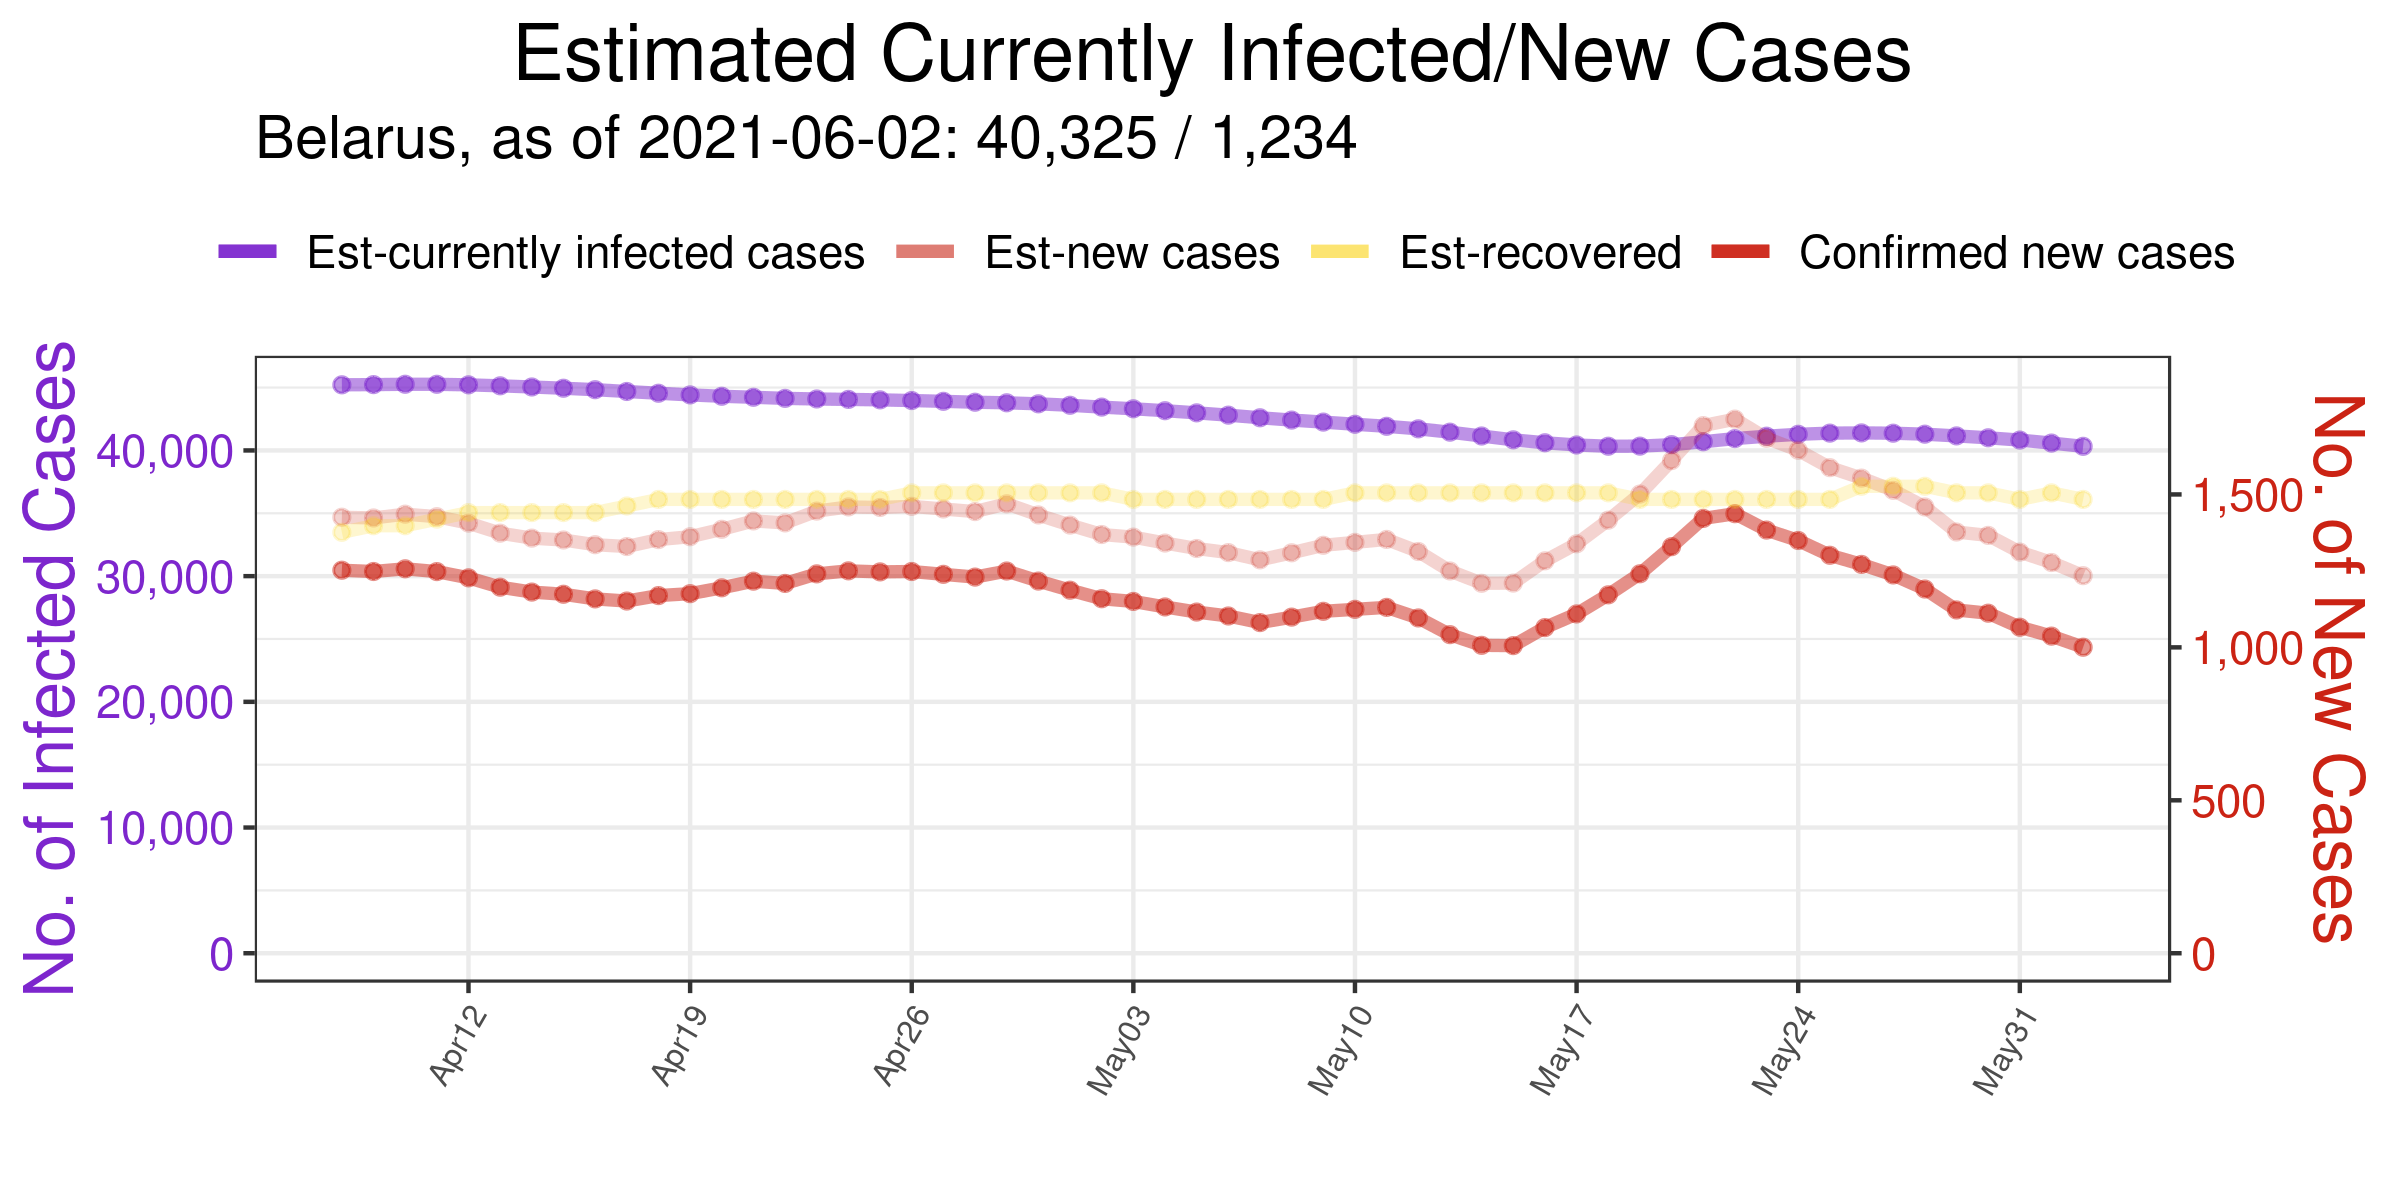 Estimated Currently Infected/New Cases
Belarus, as of 2021-06-02: 40,325 / 1,234
Est-currently infected cases Est-new cases Est-recovered Confirmed new cases
No. of Infected Cases
40,000
30,000
20,000
10,000
0
1,500
1,000
500
0
No. of New Cases
Apr12 Apr19 Apr26 May03 May10 May17 May24 May31